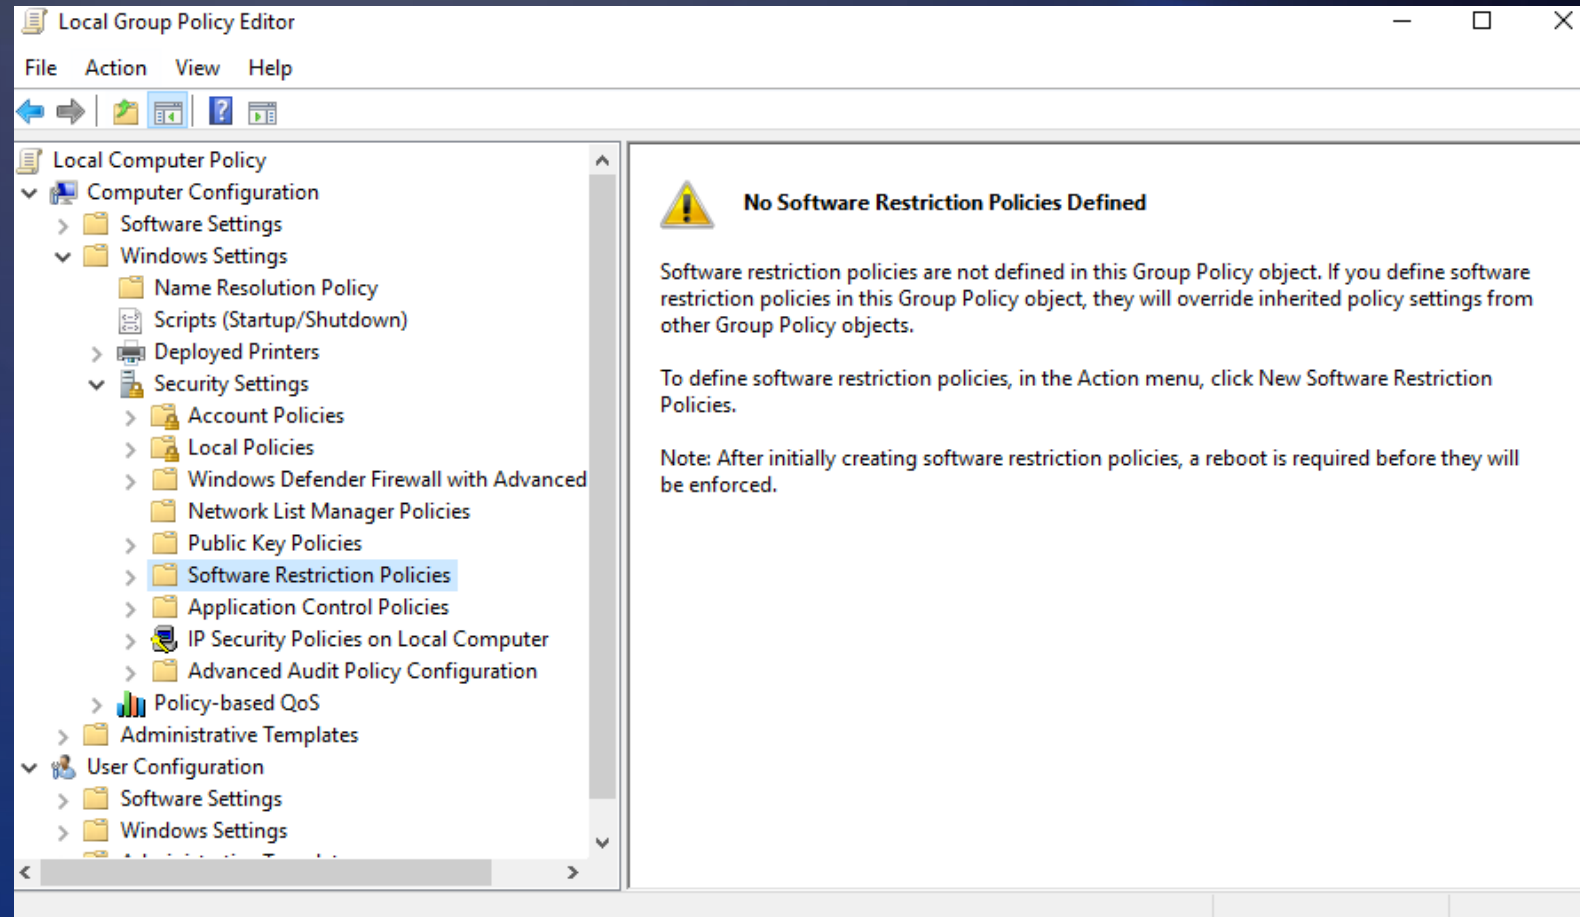 Local Group Policy Editor
File Action View Help
Local Computer Policy
Computer Configuration
Software Settings
Windows Settings
Name Resolution Policy
Scripts (Startup/Shutdown)
Deployed Printers
Security Settings
Account Policies
Local Policies
Windows Defender Firewall with Advanced
Network List Manager Policies
Public Key Policies
Software Restriction Policies
Application Control Policies
IP Security Policies on Local Computer
Advanced Audit Policy Configuration
Policy-based QoS
Administrative Templates
User Configuration
Software Settings
Windows Settings
No Software Restriction Policies Defined
Software restriction policies are not defined in this Group Policy object. If you define software
restriction policies in this Group Policy object, they will override inherited policy settings from
other Group Policy objects.
To define software restriction policies, in the Action menu, click New Software Restriction
Policies.
Note: After initially creating software restriction policies, a reboot is required before they will
be enforced.